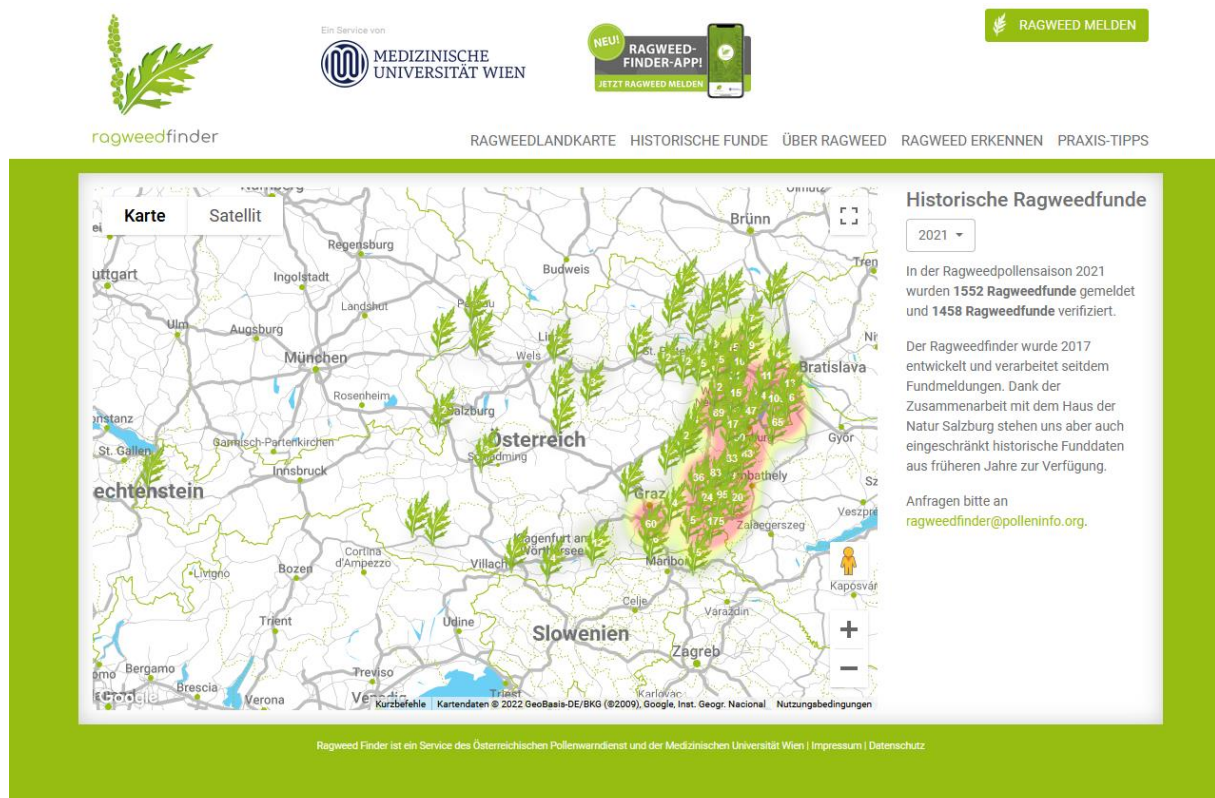 Ein Service von
MEDIZINISCHE
UNIVERSITÄT WIEN
NEU!
RAGWEED-
FINDER-APP!
JETZT RAGWEED MELDEN
RAGWEED MELDEN
ragweedfinder
RAGWEEDLANDKARTE HISTORISCHE FUNDE ÜBER RAGWEED RAGWEED ERKENNEN PRAXIS-TIPPS
Karte Satellit
Brünn
Regensburg
Budweis
Ingolstadt
Landshut
Ulm
Augsburg
Wels
München
Bratislava
Rosenheim
Salzburg
Österreich
Garmisch-Partenkirchen
St. Gallen
Győr
Innsbruck
Graz
Zalaegerszeg
Klagenfurt am
Wörthersee
Cortina
d'Ampezzo
Villach
Maribor
Livigno
Bozen
Celje
Varaždin
Trient
Udine
Slowenien
Zagreb
Bergamo
Treviso
Brescia
Verona
Triest
Karlovac
Google
Kurzbefehle Kartendaten © 2022 GeoBasis-DE/BKG (©2009), Google, Inst. Geogr. Nacional Nutzungsbedingungen
Historische Ragweedfunde
2021
In der Ragweedpollensaison 2021
wurden 1552 Ragweedfunde gemeldet
und 1458 Ragweedfunde verifiziert.
Der Ragweedfinder wurde 2017
entwickelt und verarbeitet seitdem
Fundmeldungen. Dank der
Zusammenarbeit mit dem Haus der
Natur Salzburg stehen uns aber auch
eingeschränkt historische Funddaten
aus früheren Jahre zur Verfügung.
Anfragen bitte an
ragweedfinder@polleninfo.org.
Ragweed Finder ist ein Service des Österreichischen Pollenwarndienst und der Medizinischen Universität Wien | Impressum | Datenschutz